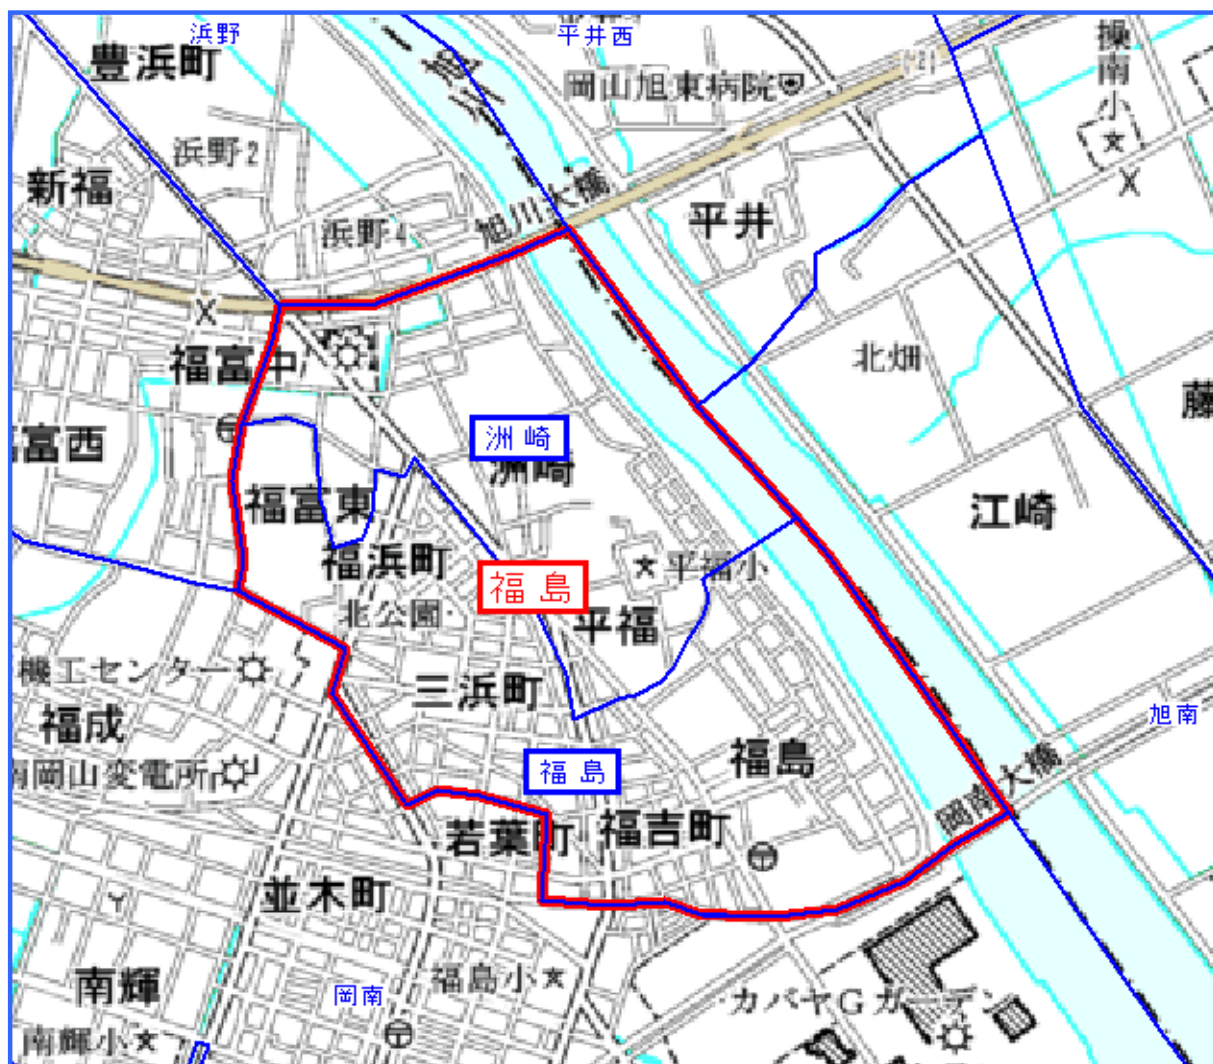 浜野
平井西
豊浜町
操南小
旭川
岡山旭東病院
浜野2
新福
旭川大橋
平井
浜野4
北畑
福富中
藤
洲崎
富西
洲崎
福富東
江崎
福浜町
平福小
福島
北公園
平福
機工センター
三浜町
福成
旭南
福島
福島
岡南大橋
南岡山変電所
若葉町
福吉町
並木町
南輝
福島小
岡南
カバヤGガーデン
南輝小